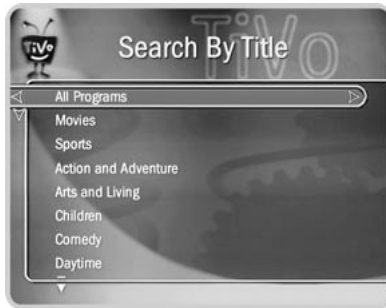 TiVo
Search By Title
TiVo
All Programs
Movies
Sports
Action and Adventure
Arts and Living
Children
Comedy
Daytime